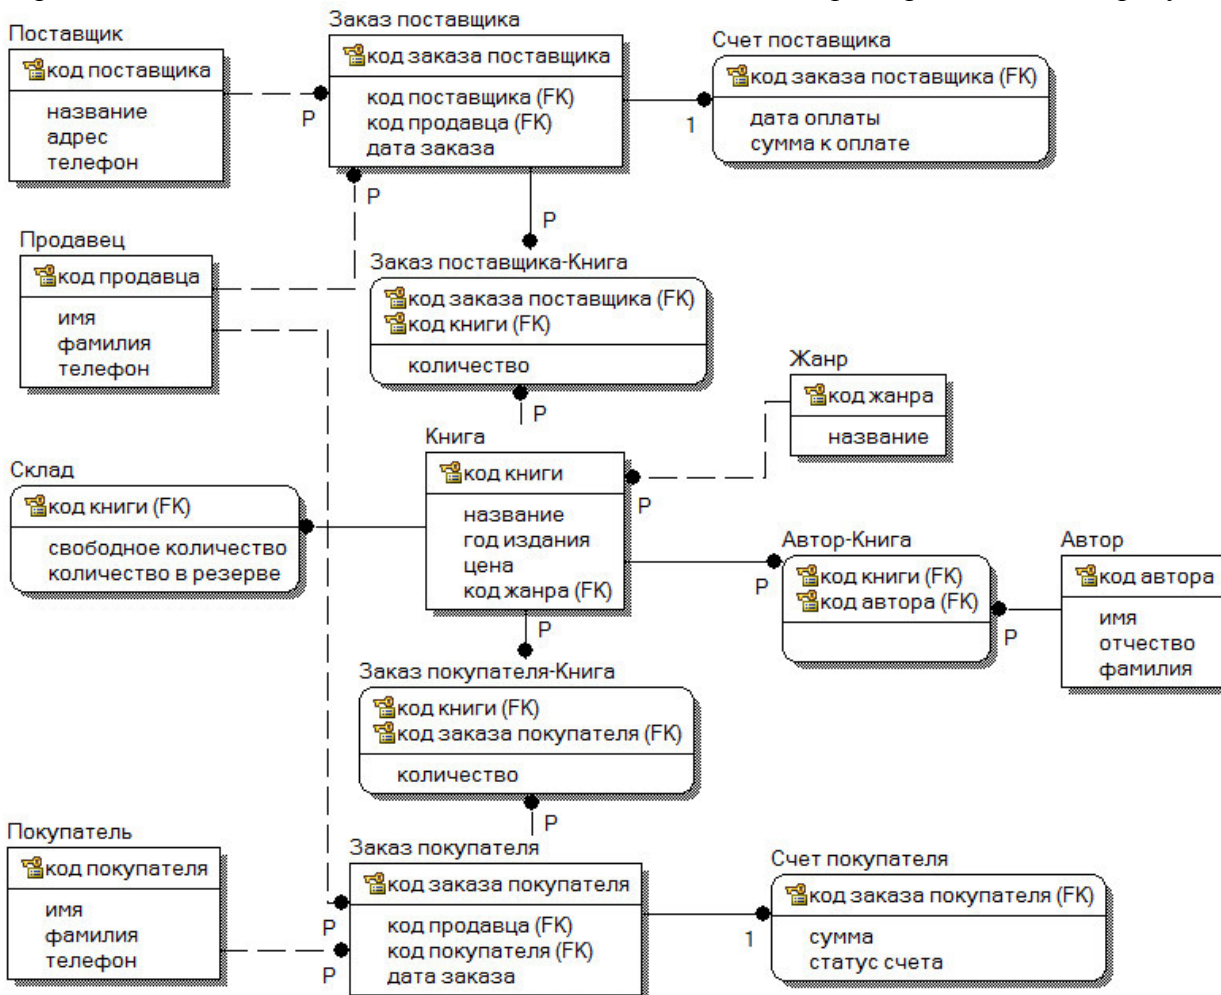 Поставщик
код поставщика
название
адрес
телефон
P
Заказ поставщика
код заказа поставщика
код поставщика (FK)
код продавца (FK)
дата заказа
1
Счет поставщика
код заказа поставщика (FK)
дата оплаты
сумма к оплате
P
P
Продавец
код продавца
имя
фамилия
телефон
Заказ поставщика-Книга
код заказа поставщика (FK)
код книги (FK)
количество
P
Жанр
код жанра
название
P
Книга
код книги
название
год издания
цена
код жанра (FK)
Склад
код книги (FK)
свободное количество
количество в резерве
P
Автор-Книга
код книги (FK)
код автора (FK)
P
Автор
код автора
имя
отчество
фамилия
P
Заказ покупателя-Книга
код книги (FK)
код заказа покупателя (FK)
количество
P
Покупатель
код покупателя
имя
фамилия
телефон
P
P
Заказ покупателя
код заказа покупателя
код продавца (FK)
код покупателя (FK)
дата заказа
1
Счет покупателя
код заказа покупателя (FK)
сумма
статус счета